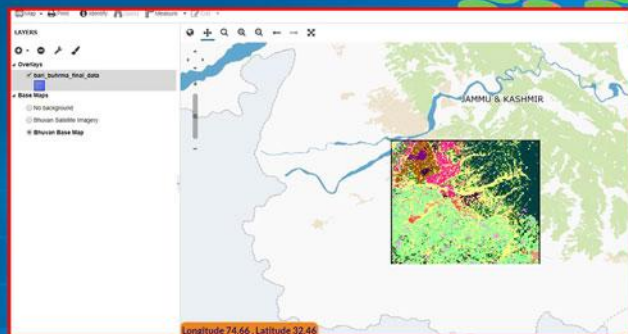 Map Print Identify Measure Edit
LAYERS
Overlays
bari_buhrma_final_data
Base Maps
No background
Bhuvan Satellite Imagery
Bhuvan Base Map
JAMMU & KASHMIR
Longitude 74.66 , Latitude 32.46